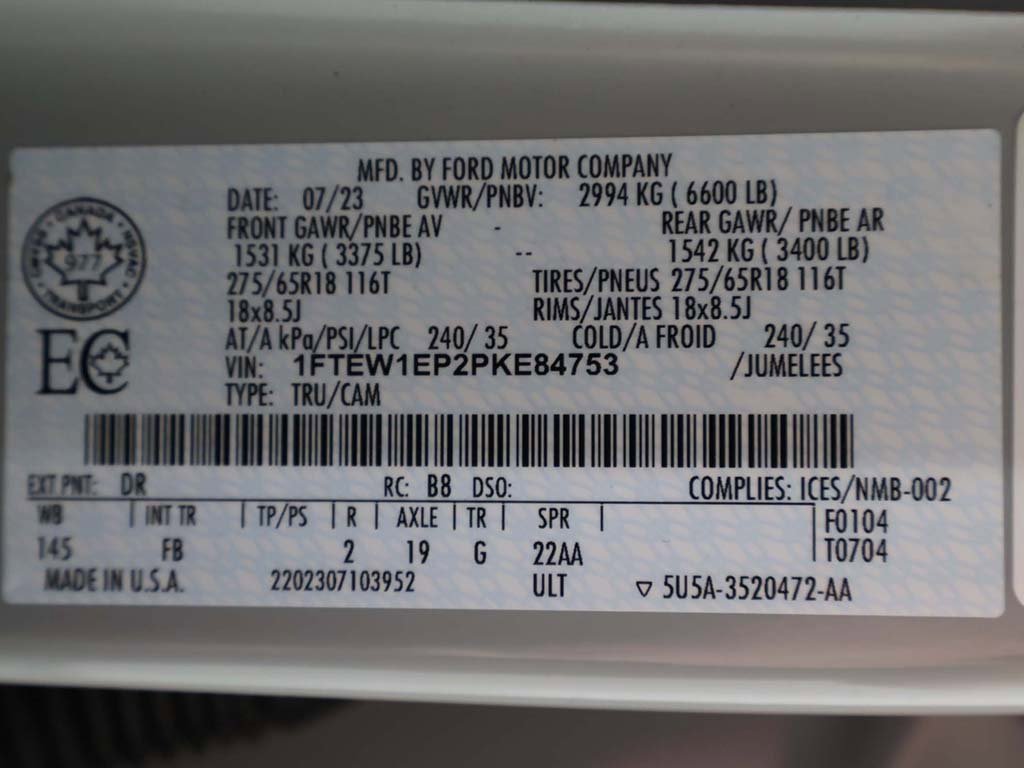 MFD. BY FORD MOTOR COMPANY
DATE: 07/23 GVWR/PNBV: 2994 KG ( 6600 LB)
FRONT GAWR/PNBE AV - REAR GAWR/ PNBE AR
1531 KG ( 3375 LB) -- 1542 KG ( 3400 LB)
275/65R18 116T TIRES/PNEUS 275/65R18 116T
18x8.5J RIMS/JANTES 18x8.5J
AT/A kPa/PSI/LPC 240/ 35 COLD/A FROID 240/ 35
VIN: 1FTEW1EP2PKE84753 /JUMELEES
TYPE: TRU/CAM
CANADA
977
TRANSPORT
EC
EXT PNT: DR RC: B8 DSO: COMPLIES: ICES/NMB-002
WB | INT TR | TP/PS | R | AXLE | TR | SPR | F0104
145 FB 2 19 G 22AA T0704
MADE IN U.S.A. 2202307103952 ULT ▽ 5U5A-3520472-AA